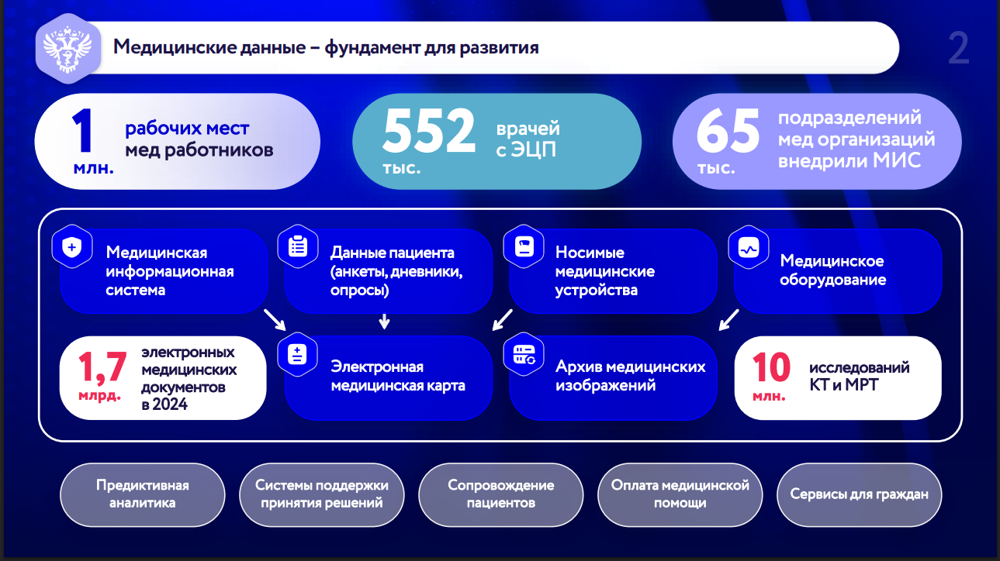 Медицинские данные – фундамент для развития
2
1
млн.
рабочих мест
мед работников
552
тыс.
врачей
с ЭЦП
65
тыс.
подразделений
мед организаций
внедрили МИС
Медицинская
информационная
система
Данные пациента
(анкеты, дневники,
опросы)
Носимые
медицинские
устройства
Медицинское
оборудование
1,7
млрд.
электронных
медицинских
документов
в 2024
Электронная
медицинская карта
Архив медицинских
изображений
10
млн.
исследований
КТ и МРТ
Предиктивная
аналитика
Системы поддержки
принятия решений
Сопровождение
пациентов
Оплата медицинской
помощи
Сервисы для граждан